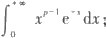 ∫₀^{+∞} x^{p−1} e^{−x} dx ;